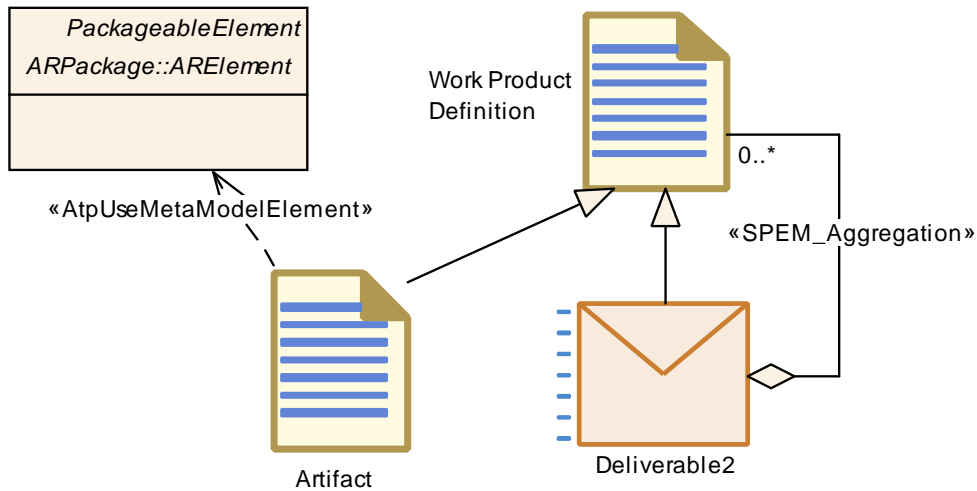 PackageableElement
ARPackage::ARElement
Work Product
Definition
0..*
«AtpUseMetaModelElement»
«SPEM_Aggregation»
Artifact
Deliverable2